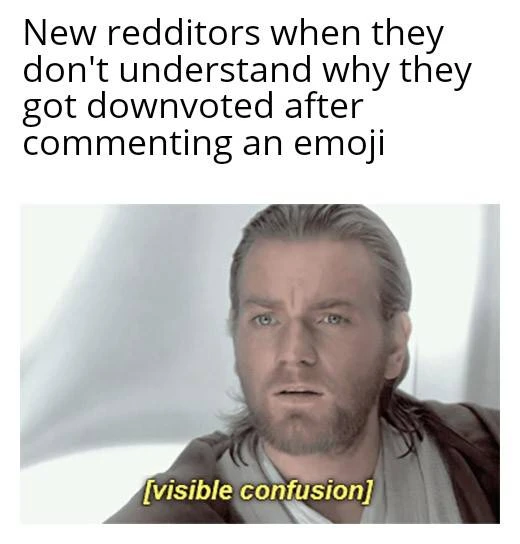 New redditors when they
don't understand why they
got downvoted after
commenting an emoji
[visible confusion]